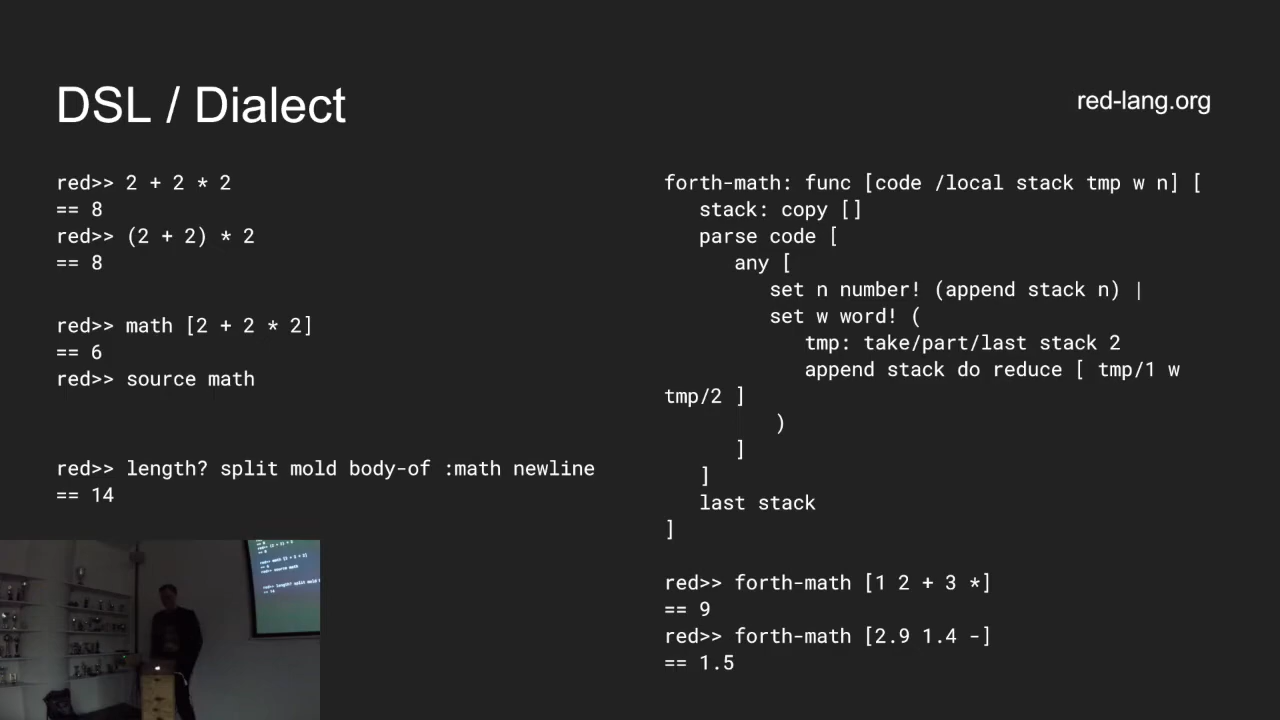 DSL / Dialect
red-lang.org
red>> 2 + 2 * 2
== 8
red>> (2 + 2) * 2
== 8
red>> math [2 + 2 * 2]
== 6
red>> source math
red>> length? split mold body-of :math newline
== 14
forth-math: func [code /local stack tmp w n] [
stack: copy []
parse code [
any [
set n number! (append stack n) |
set w word! (
tmp: take/part/last stack 2
append stack do reduce [ tmp/1 w
tmp/2 ]
)
]
]
last stack
]
red>> forth-math [1 2 + 3 *]
== 9
red>> forth-math [2.9 1.4 -]
== 1.5